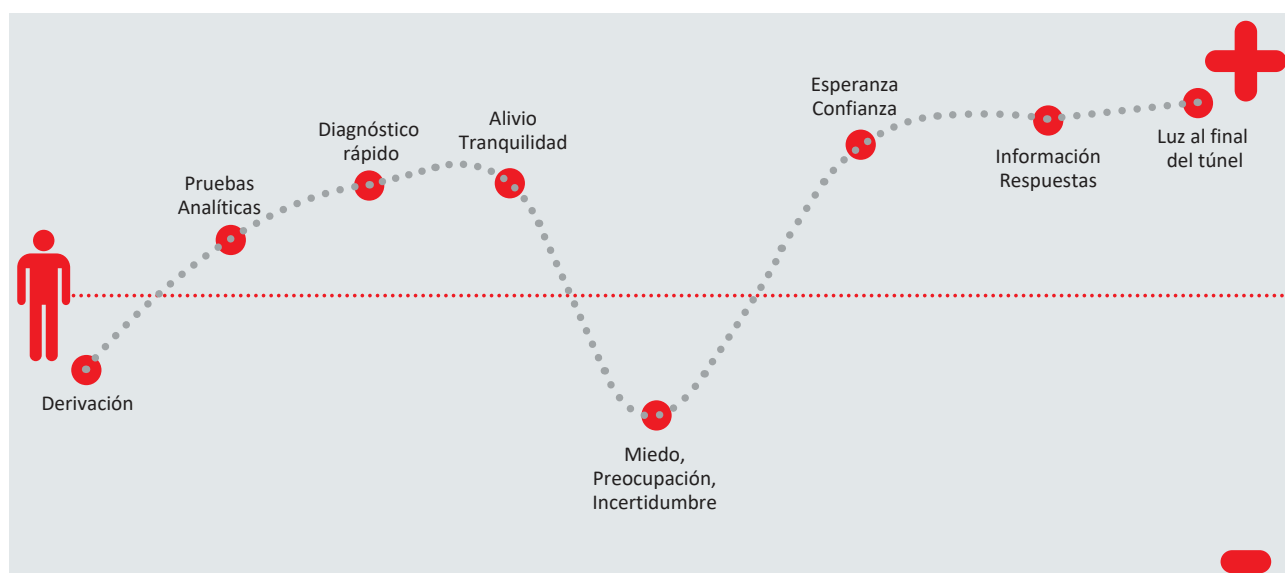 Derivación
Pruebas
Analíticas
Diagnóstico
rápido
Alivio
Tranquilidad
Miedo,
Preocupación,
Incertidumbre
Esperanza
Confianza
Información
Respuestas
Luz al final
del túnel